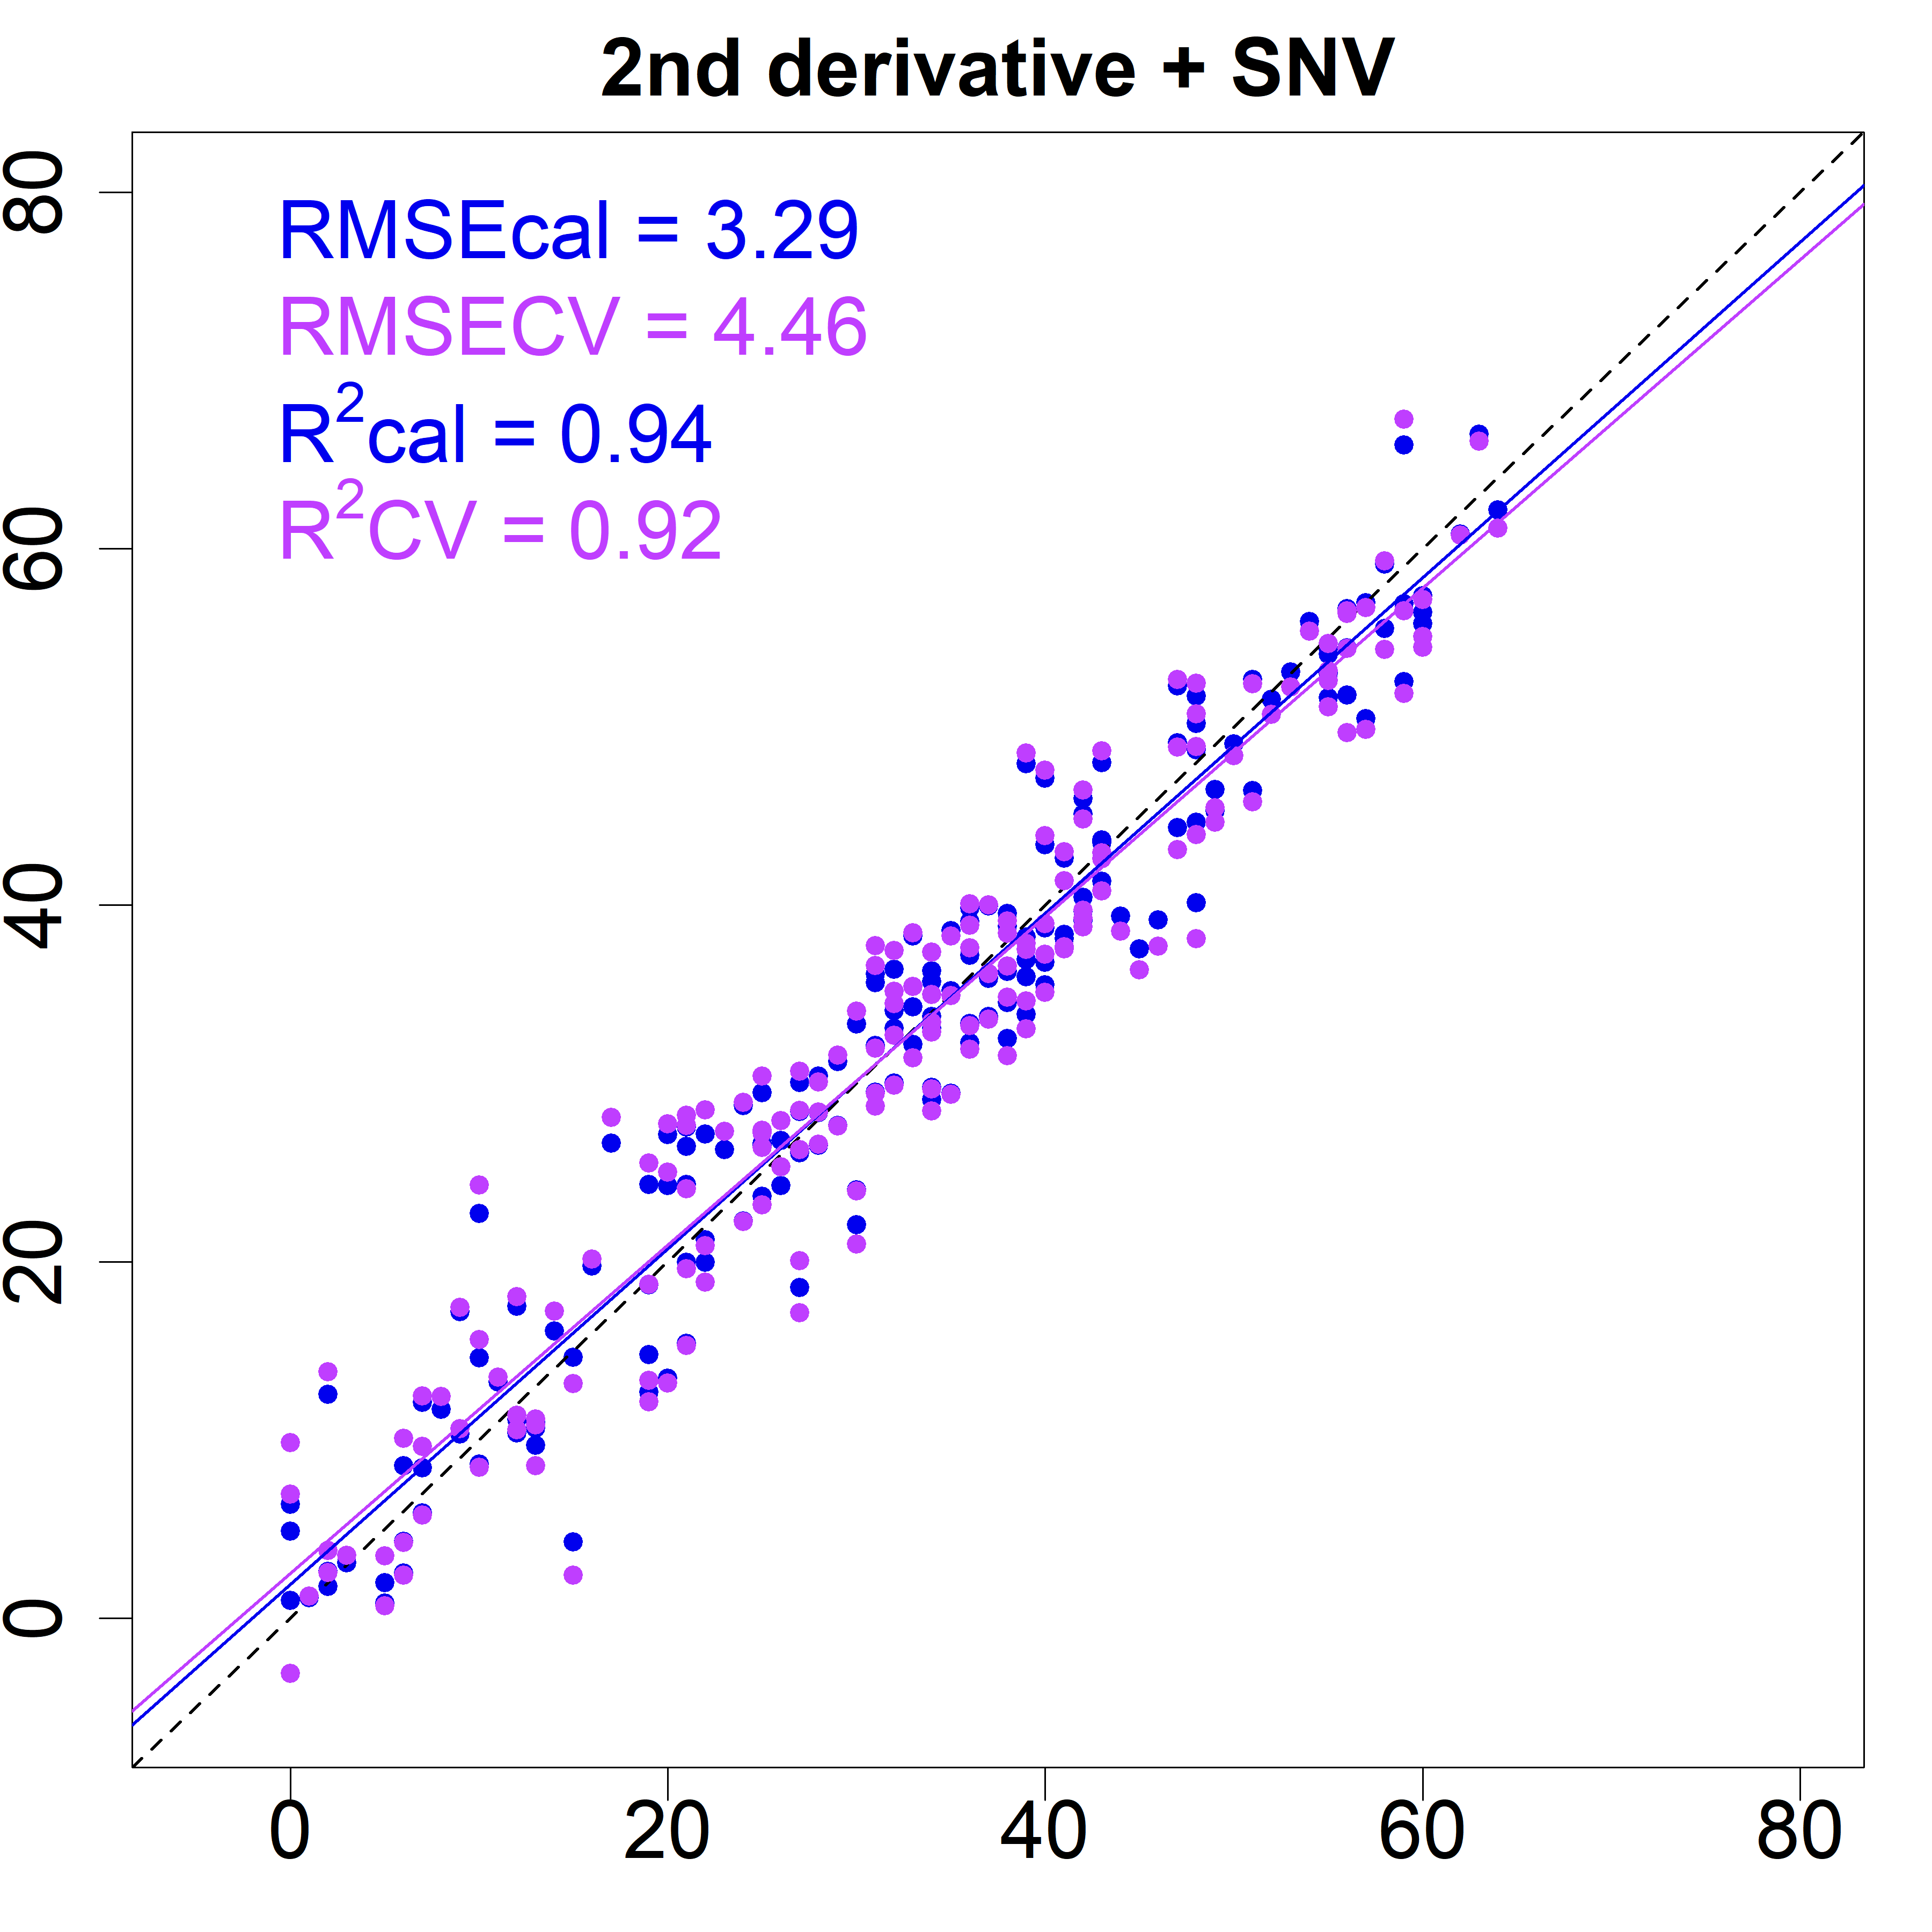 2nd derivative + SNV
RMSEcal = 3.29
RMSECV = 4.46
R²cal = 0.94
R²CV = 0.92
80
60
40
20
0
0 20 40 60 80